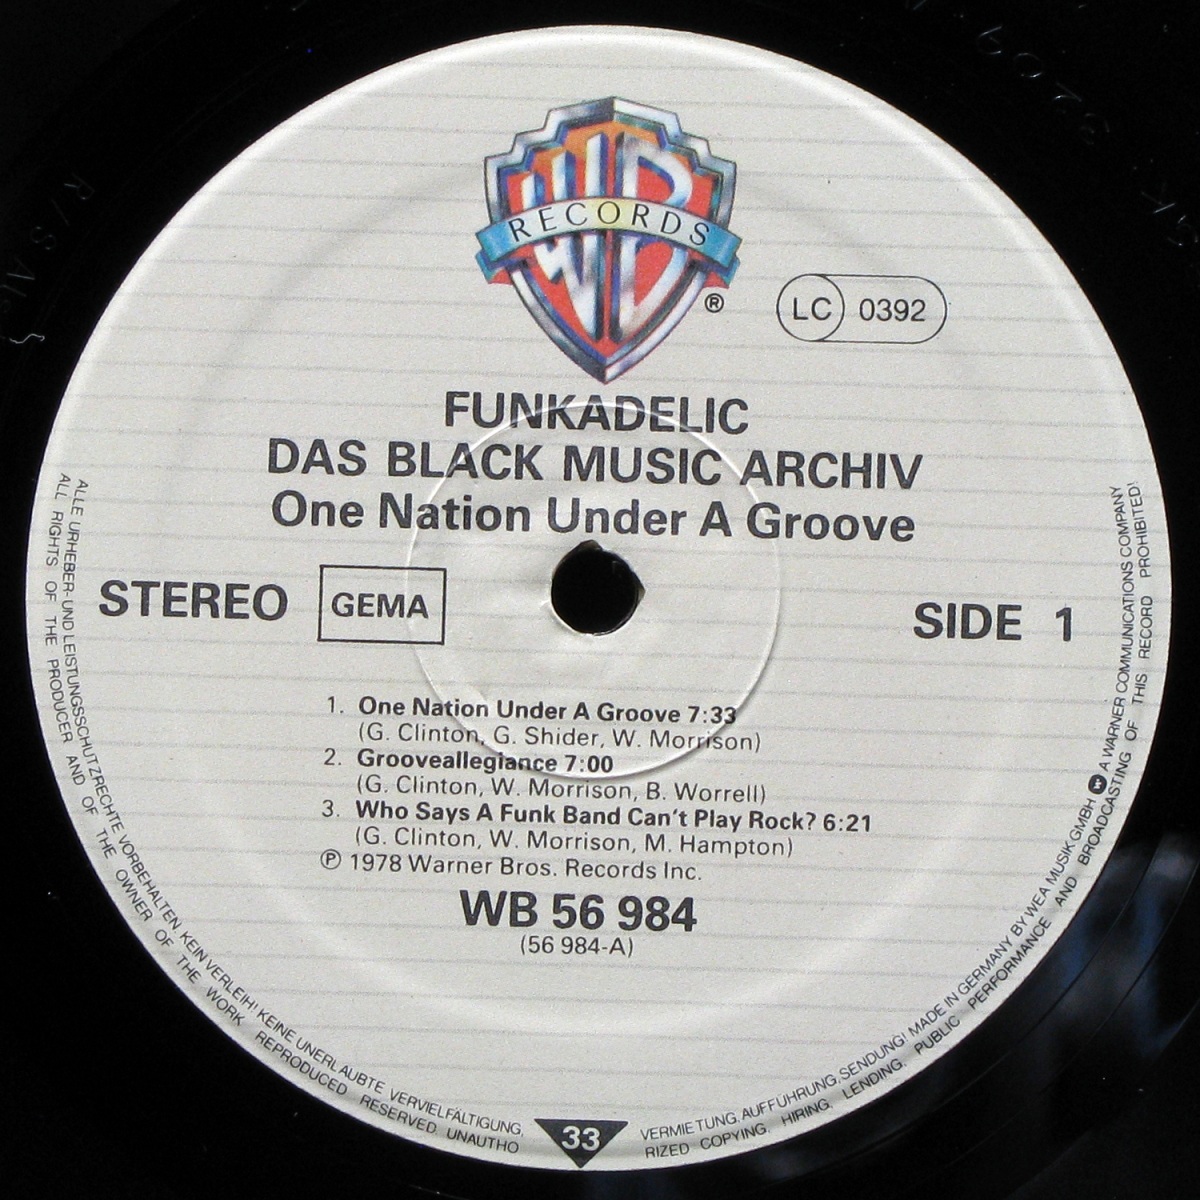 WB
RECORDS
®
LC 0392
FUNKADELIC
DAS BLACK MUSIC ARCHIV
One Nation Under A Groove
STEREO GEMA SIDE 1
1. One Nation Under A Groove 7:33
(G. Clinton, G. Shider, W. Morrison)
2. Grooveallegiance 7:00
(G. Clinton, W. Morrison, B. Worrell)
3. Who Says A Funk Band Can't Play Rock? 6:21
(G. Clinton, W. Morrison, M. Hampton)
℗ 1978 Warner Bros. Records Inc.
WB 56 984
(56 984-A)
33
ALLE URHEBER- UND LEISTUNGSSCHUTZRECHTE VORBEHALTEN KEIN VERLEIH! KEINE UNERLAUBTE VERVIELFÄLTIGUNG, VERMIETUNG, AUFFÜHRUNG, SENDUNG! MADE IN GERMANY BY WEA MUSIK GMBH A WARNER COMMUNICATIONS COMPANY
ALL RIGHTS OF THE PRODUCER AND OF THE OWNER OF THE WORK REPRODUCED RESERVED. UNAUTHORIZED COPYING, HIRING, LENDING, PUBLIC PERFORMANCE AND BROADCASTING OF THIS RECORD PROHIBITED!